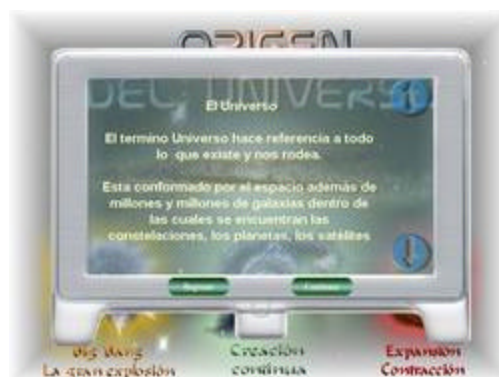 ORIGEN
DEL UNIVERSO
El Universo
El termino Universo hace referencia a todo
lo que existe y nos rodea.
Esta conformado por el espacio además de
millones y millones de galaxias dentro de
las cuales se encuentran las
constelaciones, los planetas, los satélites
Regresar
Continuar
Big Bang
La gran explosión
Creación
continua
Expansión
Contracción